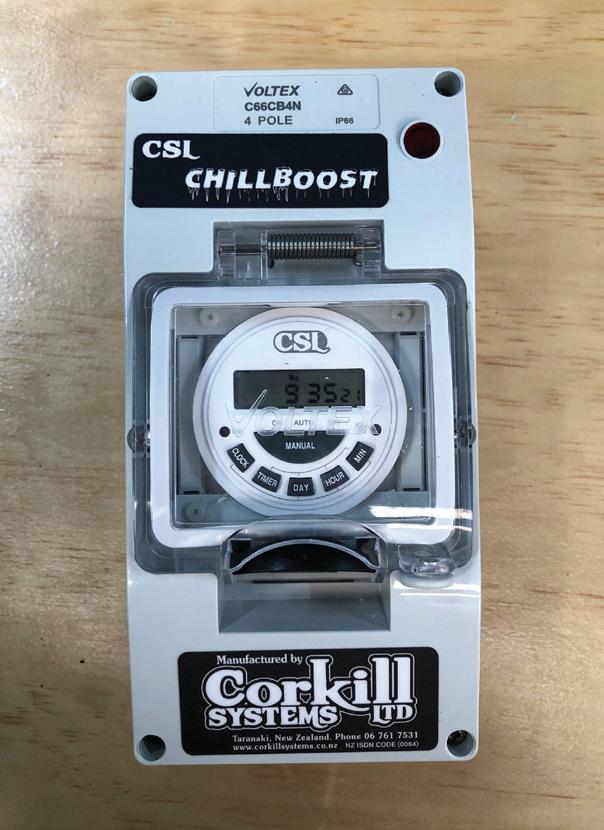 VOLTEX
C66CB4N
4 POLE IP66
CSL
CHILLBOOST
CSL
9:35 21
VOLTEX
AUTO
MANUAL
CLOCK TIMER DAY HOUR MIN
Manufactured by
Corkill
SYSTEMS LTD
Taranaki, New Zealand. Phone 06 761 7531
www.corkillsystems.co.nz NZ ISDN CODE (0064)